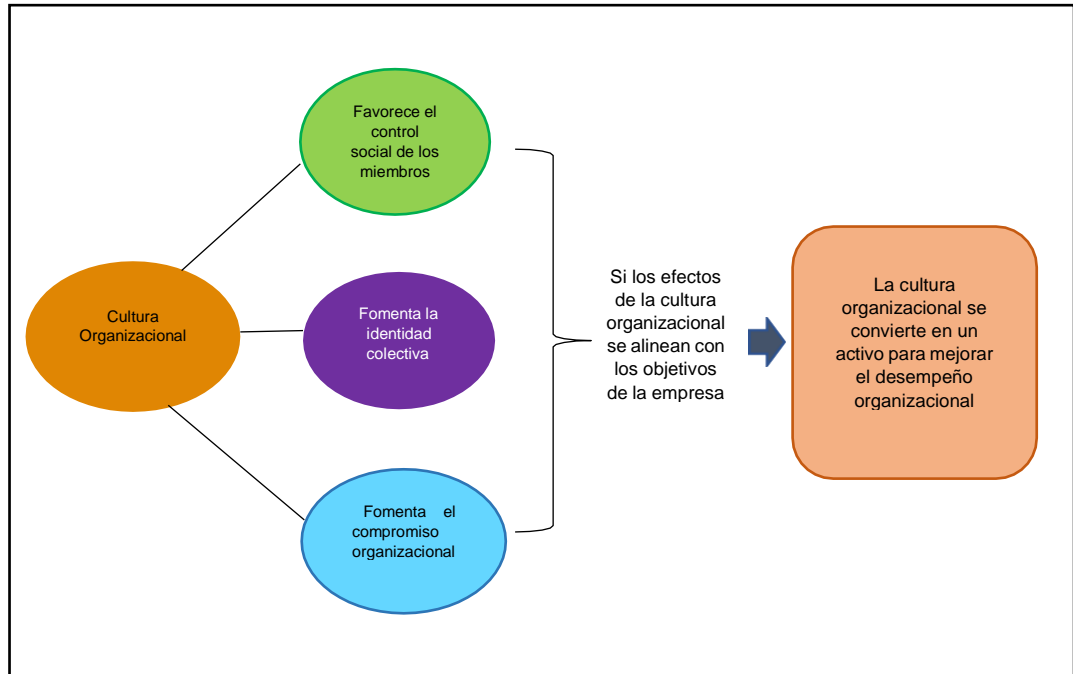 Favorece el
control
social de los
miembros
Cultura
Organizacional
Fomenta la
identidad
colectiva
Fomenta el
compromiso
organizacional
Si los efectos
de la cultura
organizacional
se alinean con
los objetivos
de la empresa
La cultura
organizacional se
convierte en un
activo para mejorar
el desempeño
organizacional